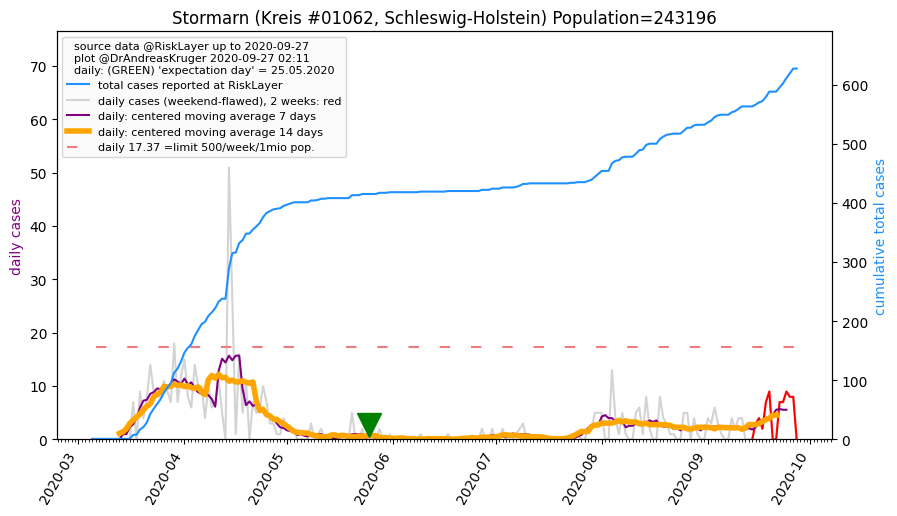 Stormarn (Kreis #01062, Schleswig-Holstein) Population=243196
source data @RiskLayer up to 2020-09-27
plot @DrAndreasKruger 2020-09-27 02:11
daily: (GREEN) 'expectation day' = 25.05.2020
total cases reported at RiskLayer
daily cases (weekend-flawed), 2 weeks: red
daily: centered moving average 7 days
daily: centered moving average 14 days
daily 17.37 =limit 500/week/1mio pop.
daily cases
70
60
50
40
30
20
10
0
cumulative total cases
600
500
400
300
200
100
0
2020-03
2020-04
2020-05
2020-06
2020-07
2020-08
2020-09
2020-10